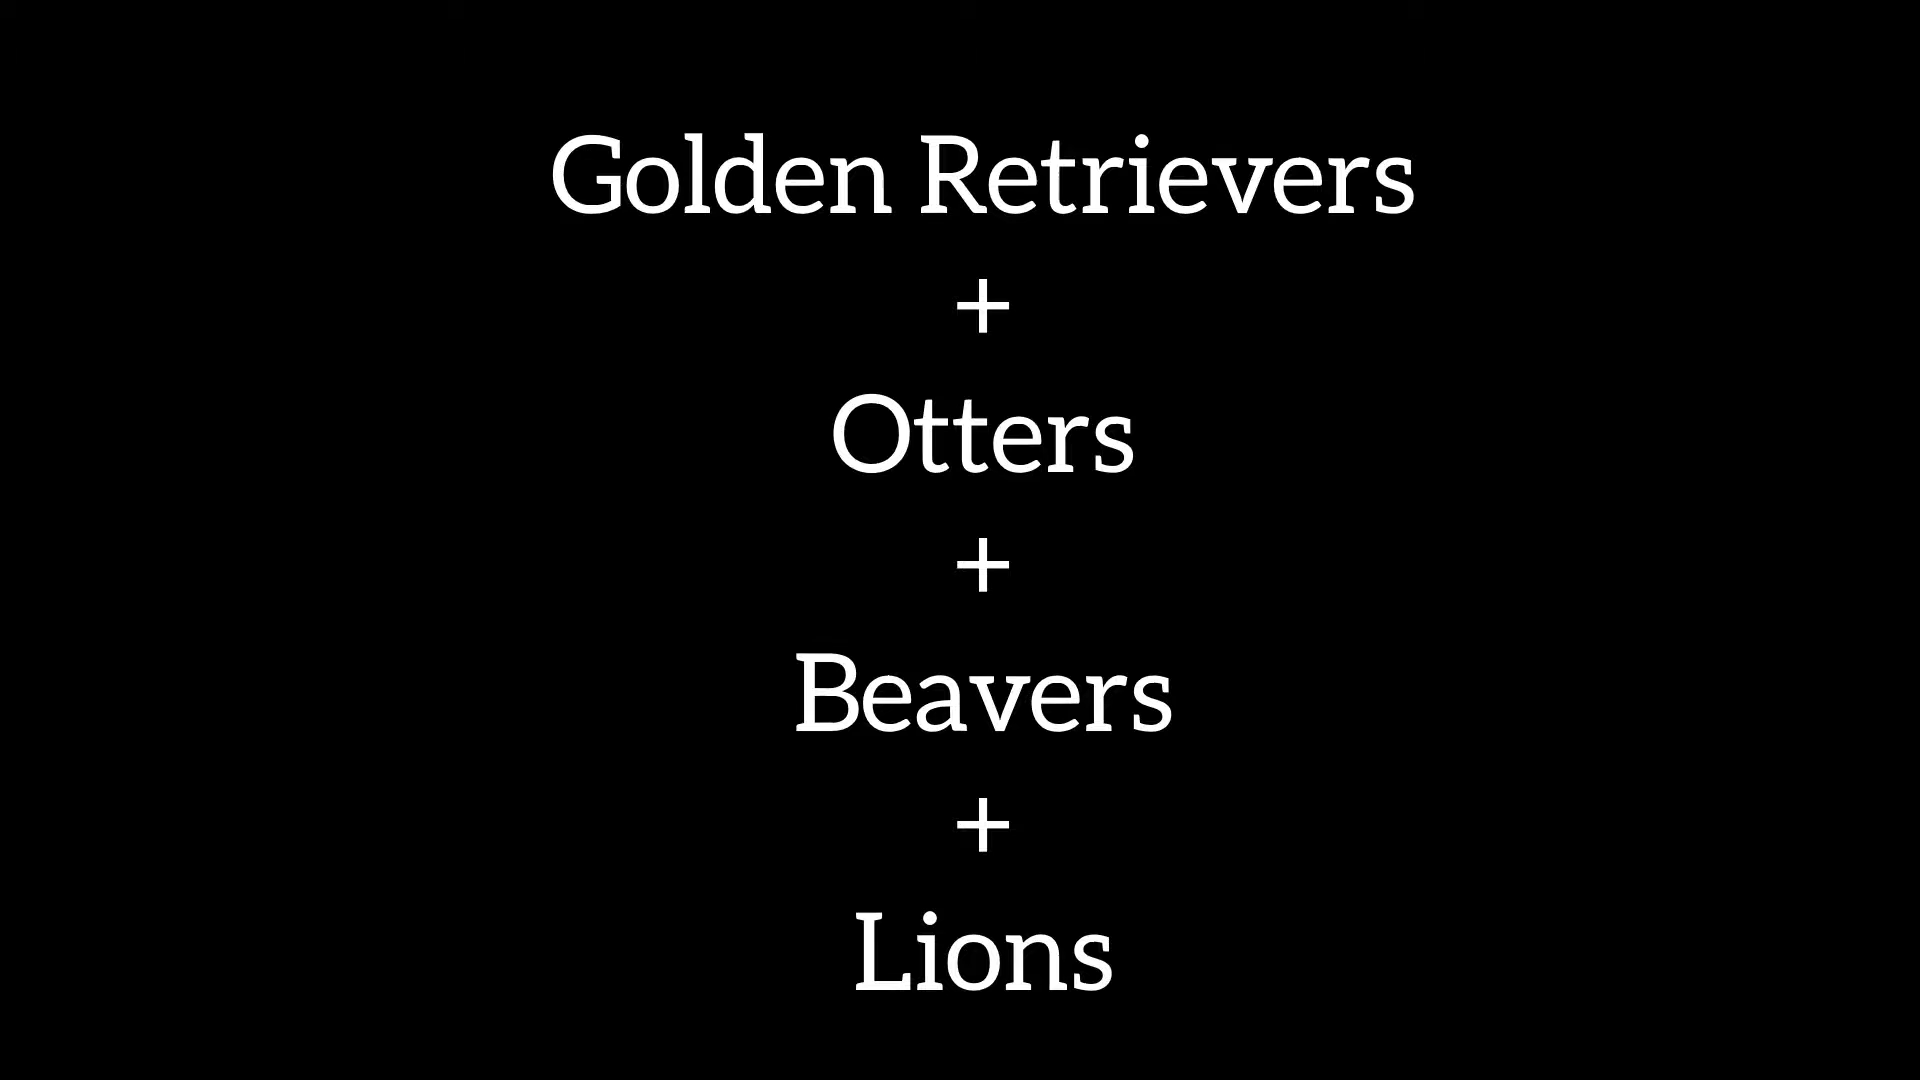 Golden Retrievers
+
Otters
+
Beavers
+
Lions